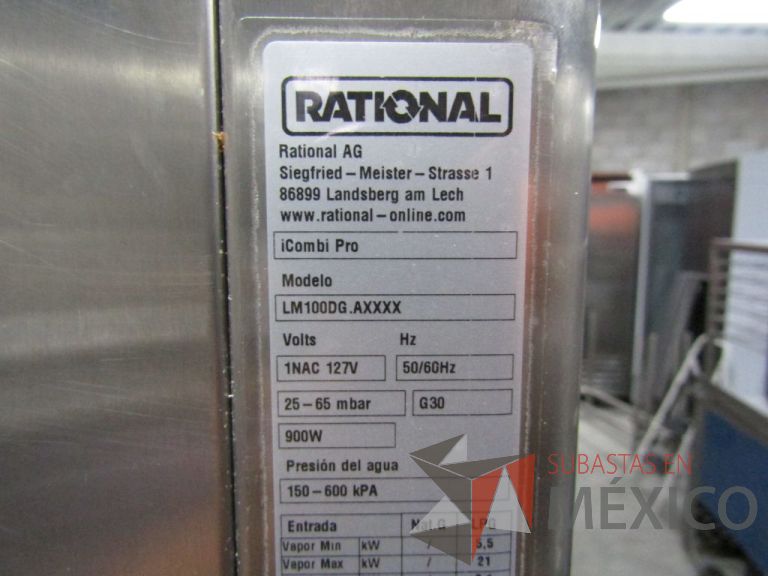 RATIONAL
Rational AG
Siegfried-Meister-Strasse 1
86899 Landsberg am Lech
www.rational-online.com
iCombi Pro
Modelo
LM100DG.AXXXX
Volts Hz
1NAC 127V 50/60Hz
25-65 mbar G30
900W
Presión del agua
150-600 kPA
SUBASTAS EN
MÉXICO
Entrada Nat.G LPG
Vapor Min kW / 5,5
Vapor Max kW / 21